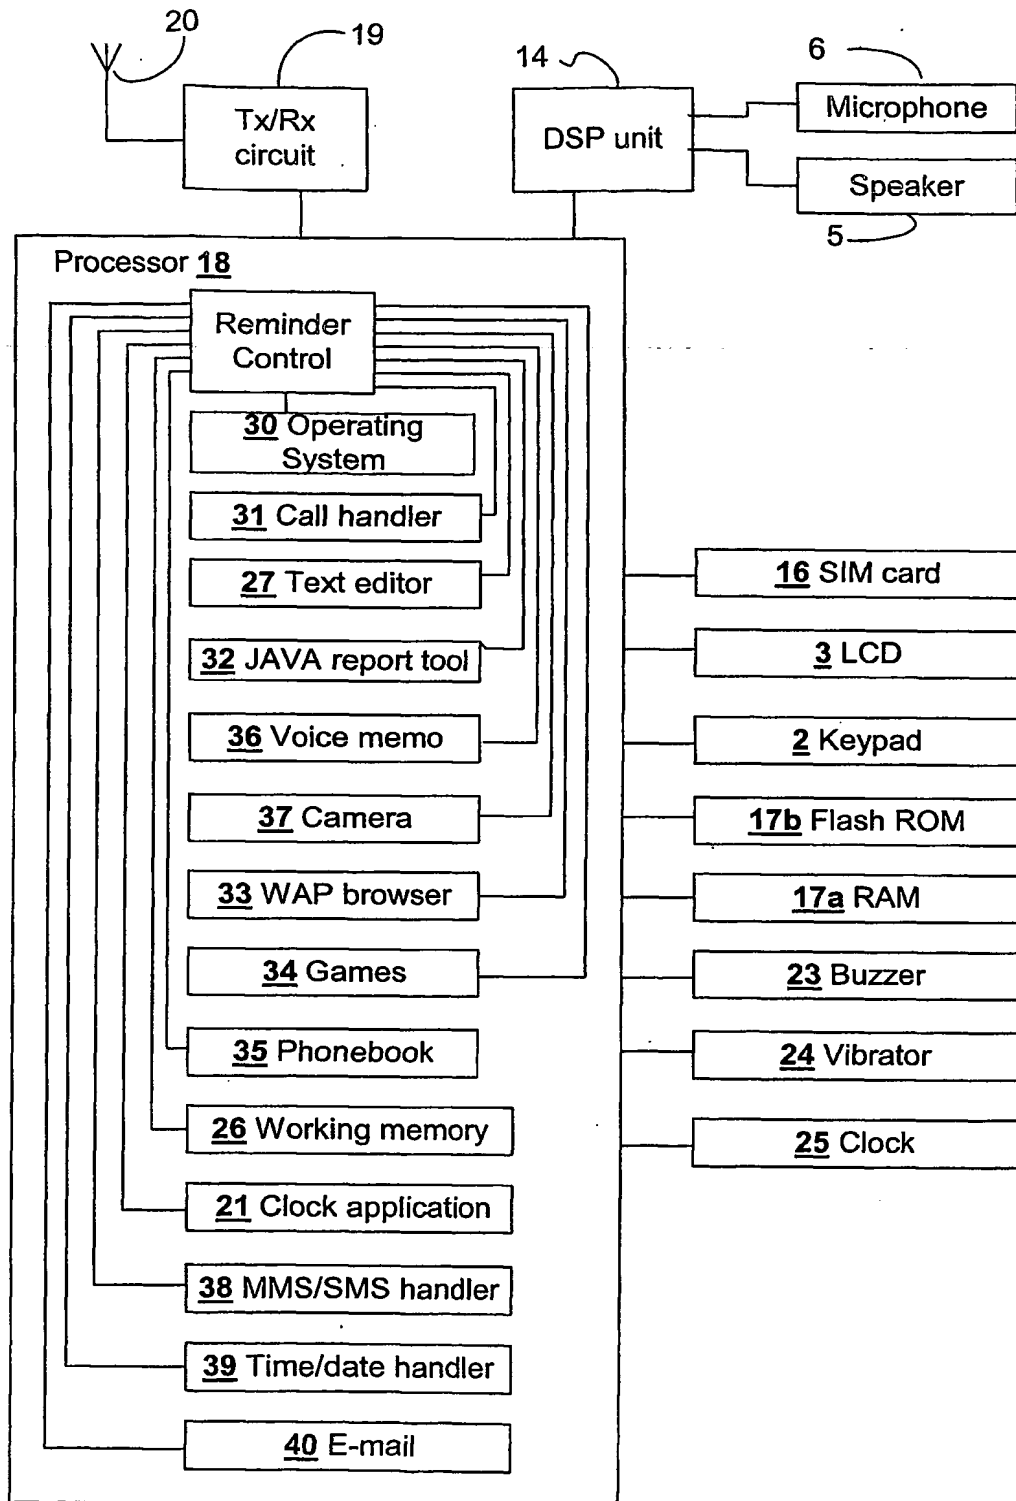 20
19
14
6
Tx/Rx
circuit
DSP unit
Microphone
Speaker
5
Processor 18
Reminder
Control
30 Operating
System
31 Call handler
27 Text editor
32 JAVA report tool
36 Voice memo
37 Camera
33 WAP browser
34 Games
35 Phonebook
26 Working memory
21 Clock application
38 MMS/SMS handler
39 Time/date handler
40 E-mail
16 SIM card
3 LCD
2 Keypad
17b Flash ROM
17a RAM
23 Buzzer
24 Vibrator
25 Clock